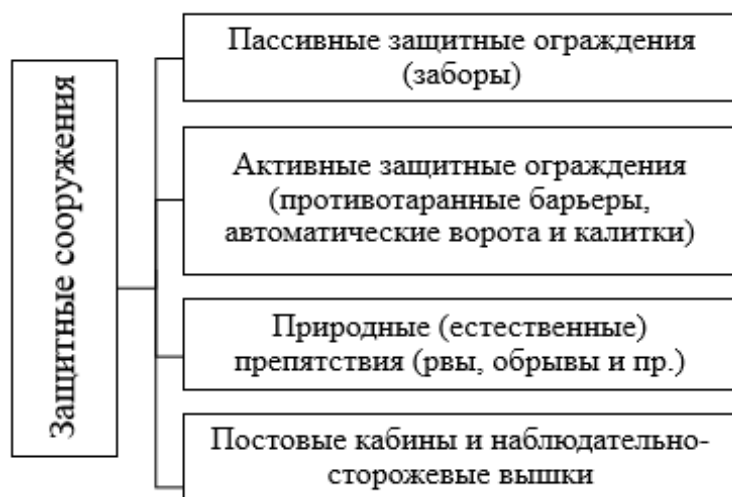 Защитные сооружения
Пассивные защитные ограждения
(заборы)
Активные защитные ограждения
(противотаранные барьеры,
автоматические ворота и калитки)
Природные (естественные)
препятствия (рвы, обрывы и пр.)
Постовые кабины и наблюдательно-
сторожевые вышки